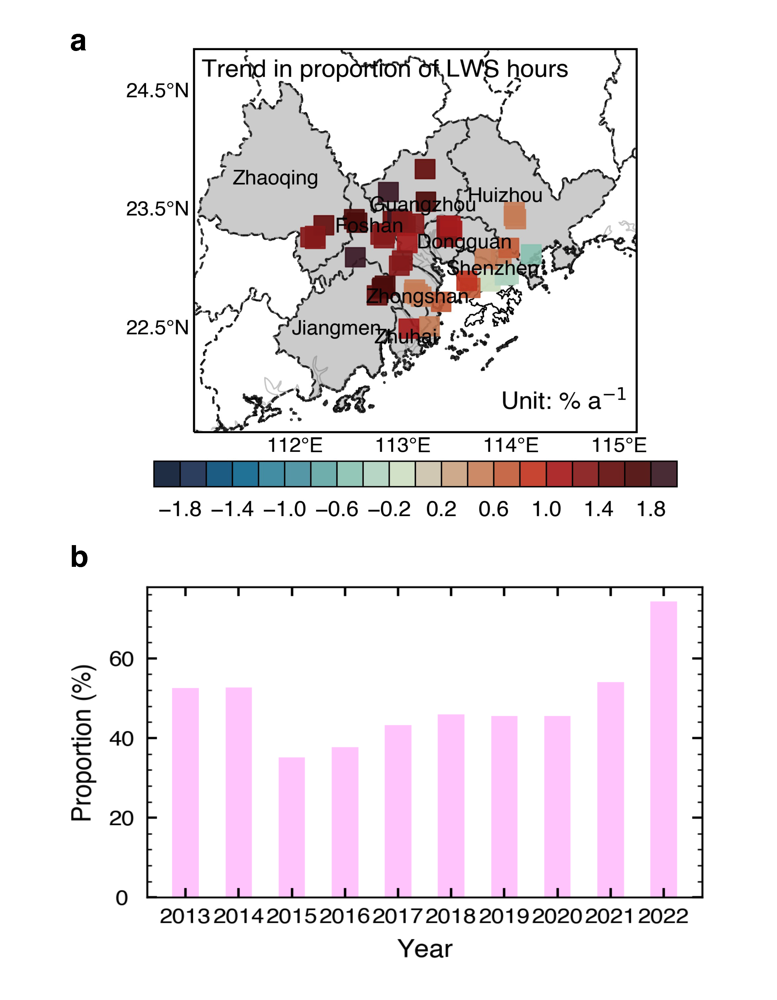 a
Trend in proportion of LWS hours
24.5°N
Zhaoqing
Huizhou
23.5°N
Guangzhou
Foshan
Dongguan
Shenzhen
Zhongshan
22.5°N
Jiangmen
Zhuhai
Unit: % a⁻¹
112°E 113°E 114°E 115°E
−1.8 −1.4 −1.0 −0.6 −0.2 0.2 0.6 1.0 1.4 1.8
b
Proportion (%)
60
40
20
0
2013 2014 2015 2016 2017 2018 2019 2020 2021 2022
Year